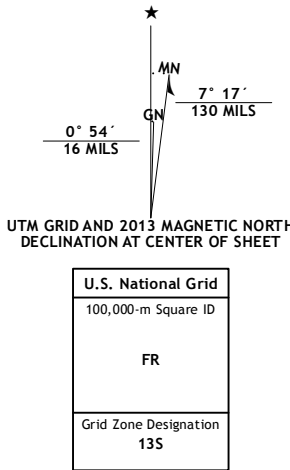 MN
GN
7° 17´
130 MILS
0° 54´
16 MILS
UTM GRID AND 2013 MAGNETIC NORTH
DECLINATION AT CENTER OF SHEET
U.S. National Grid
100,000-m Square ID
FR
Grid Zone Designation
13S